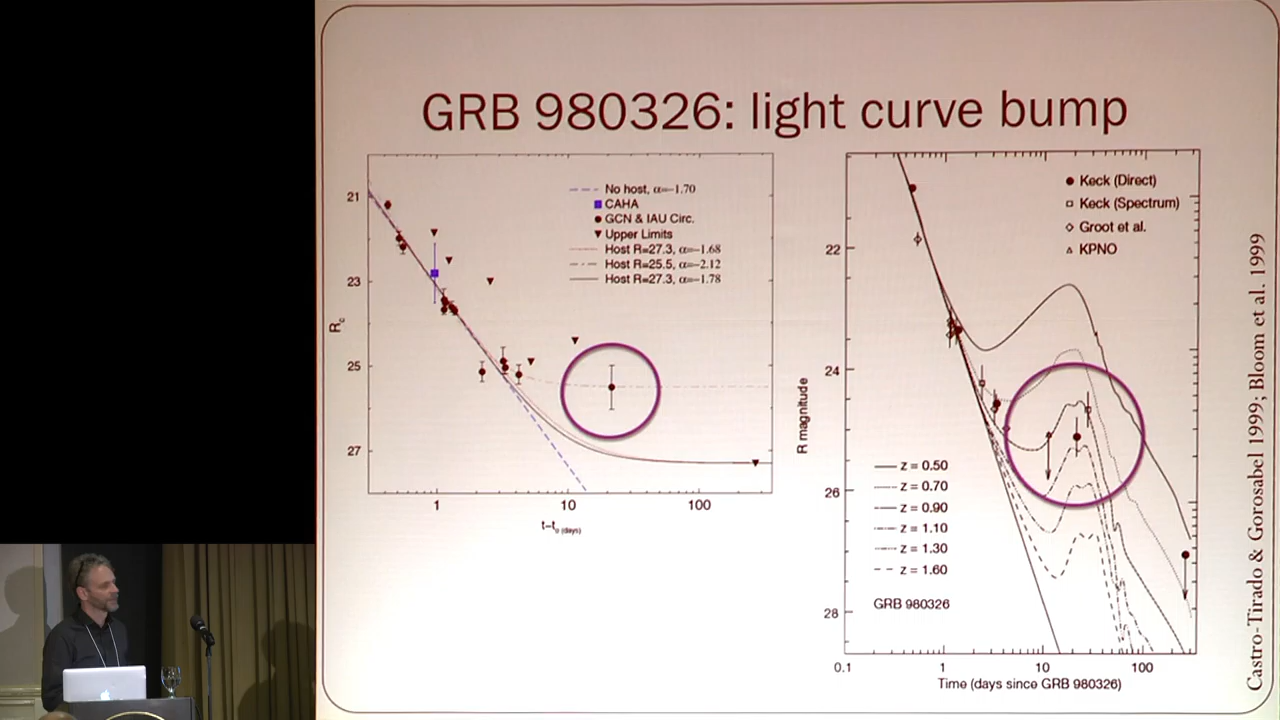 GRB 980326: light curve bump
No host, α=−1.70
CAHA
GCN & IAU Circ.
Upper Limits
Host R=27.3, α=−1.68
Host R=25.5, α=−2.12
Host R=27.3, α=−1.78
21
23
25
27
R_c
1
10
100
t−t₀ (days)
Keck (Direct)
Keck (Spectrum)
Groot et al.
KPNO
22
24
26
28
R magnitude
z = 0.50
z = 0.70
z = 0.90
z = 1.10
z = 1.30
z = 1.60
GRB 980326
0.1
1
10
100
Time (days since GRB 980326)
Castro-Tirado & Gorosabel 1999; Bloom et al. 1999